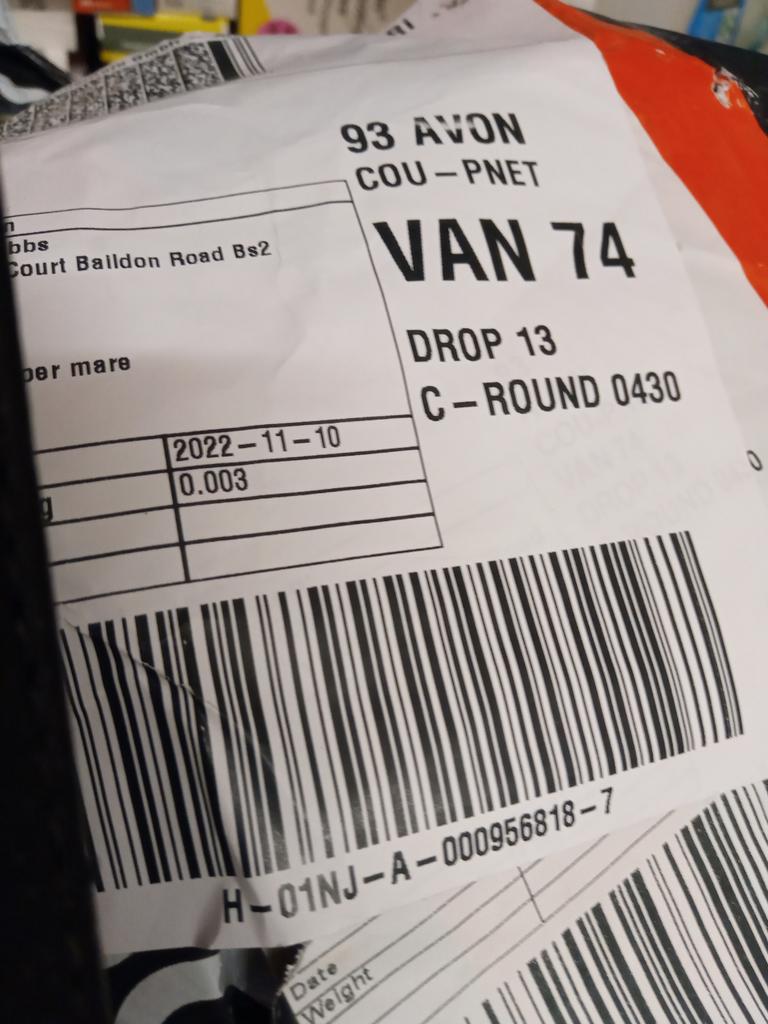 93 AVON
COU-PNET
VAN 74
DROP 13
C-ROUND 0430
bbs
Court Baildon Road Bs2
per mare
2022-11-10
g 0.003
H-01NJ-A-000956818-7
Date
Weight